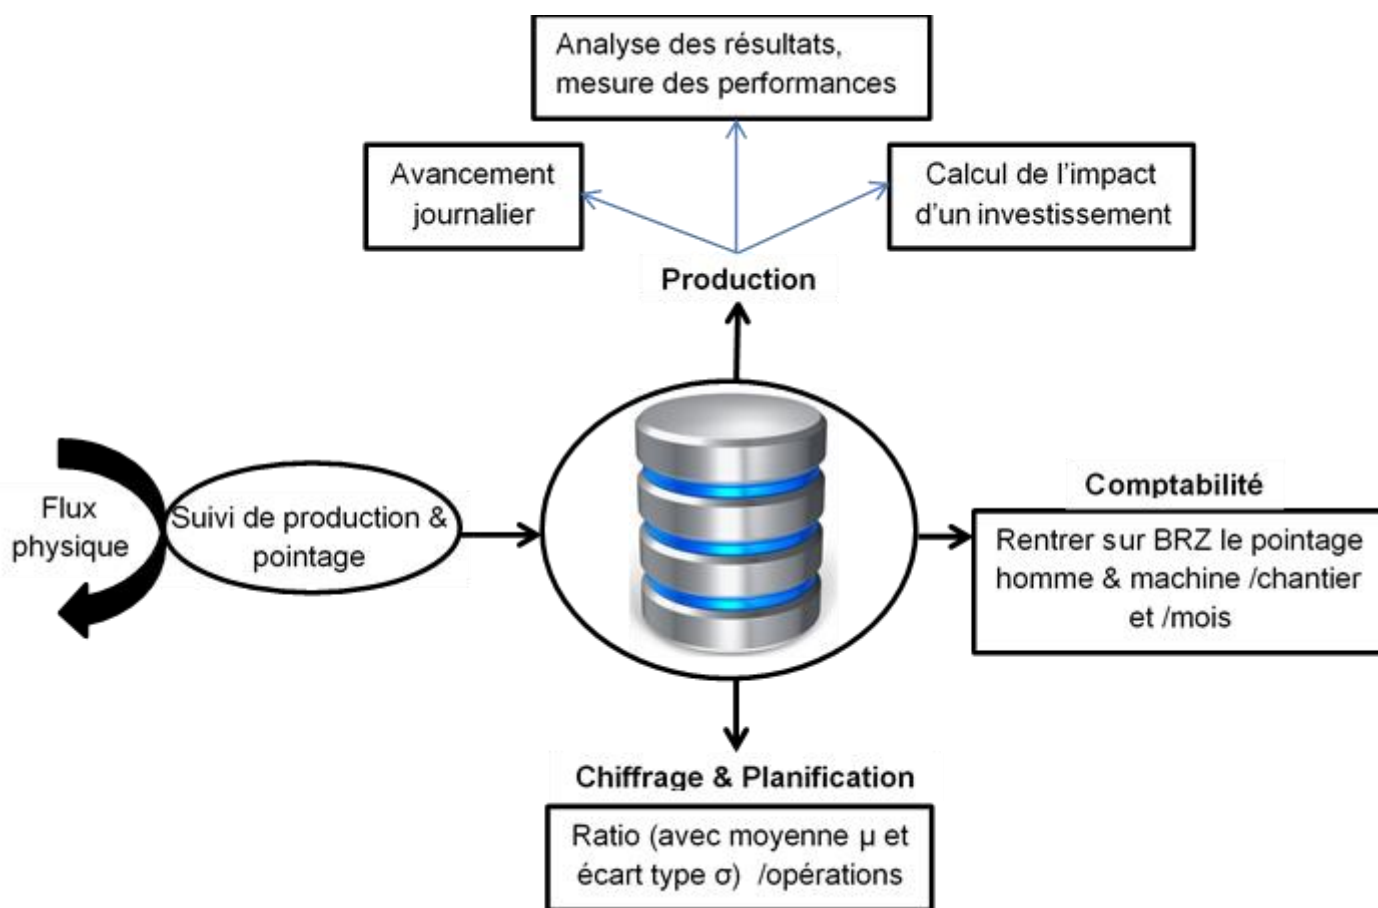 Analyse des résultats,
mesure des performances
Avancement
journalier
Calcul de l’impact
d’un investissement
Production
Flux
physique
Suivi de production &
pointage
Comptabilité
Rentrer sur BRZ le pointage
homme & machine /chantier
et /mois
Chiffrage & Planification
Ratio (avec moyenne μ et
écart type σ) /opérations